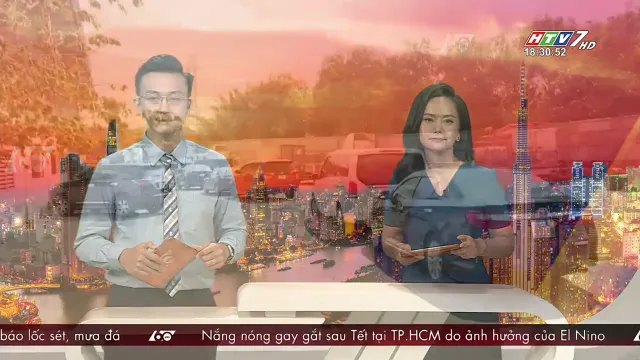 HTV7 HD
18:30:52
báo lốc sét, mưa đá 60 Nắng nóng gay gắt sau Tết tại TP.HCM do ảnh hưởng của El Nino